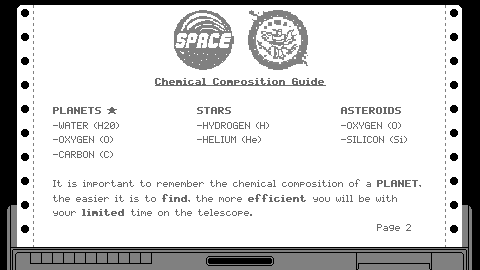 SPACE
Chemical Composition Guide
PLANETS ★ STARS ASTEROIDS
-WATER (H2O) -HYDROGEN (H) -OXYGEN (O)
-OXYGEN (O) -HELIUM (He) -SILICON (Si)
-CARBON (C)
It is important to remember the chemical composition of a PLANET,
the easier it is to find, the more efficient you will be with
your limited time on the telescope.
Page 2